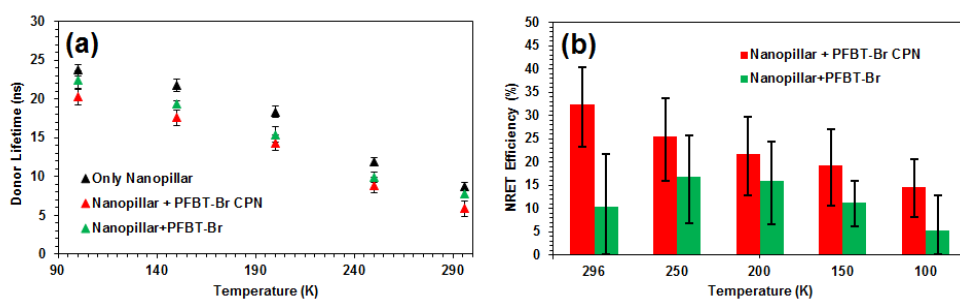 (a)
30
25
20
15
10
5
0
Donor Lifetime (ns)
Only Nanopillar
Nanopillar + PFBT-Br CPN
Nanopillar+PFBT-Br
90
140
190
240
290
Temperature (K)
(b)
50
45
40
35
30
25
20
15
10
5
0
NRET Efficiency (%)
Nanopillar + PFBT-Br CPN
Nanopillar+PFBT-Br
296
250
200
150
100
Temperature (K)